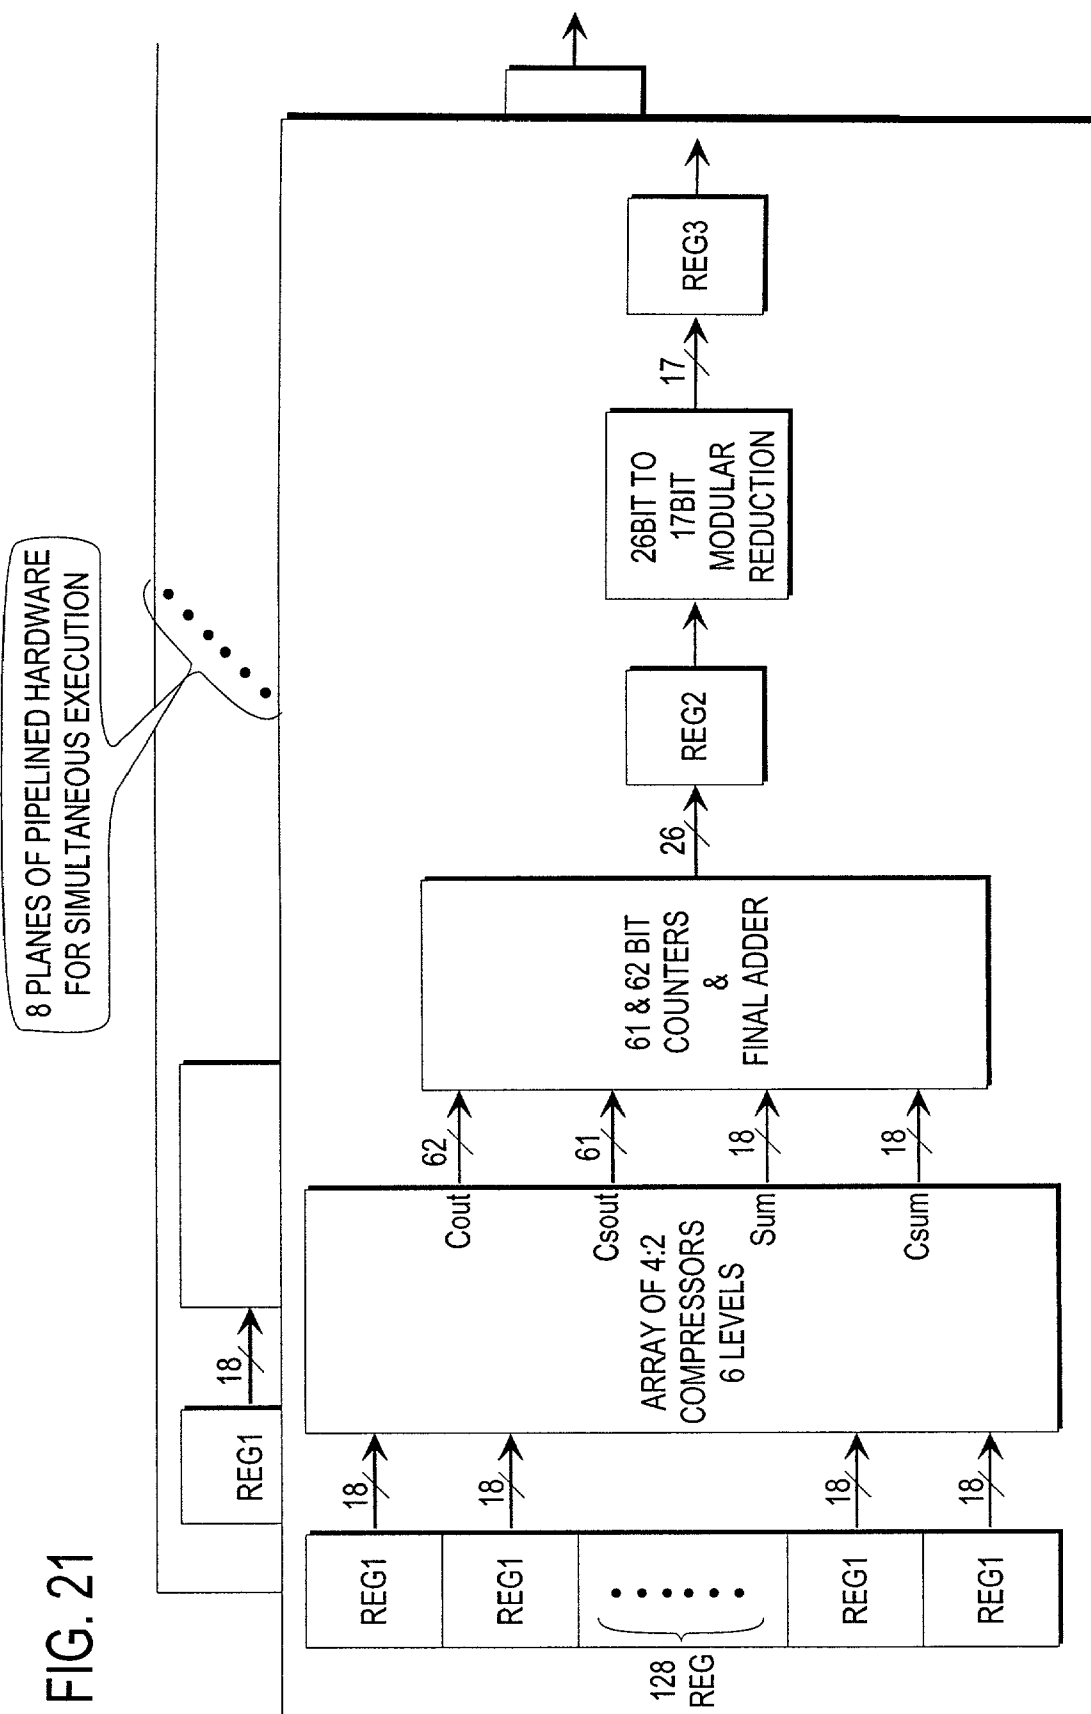 FIG. 21
8 PLANES OF PIPELINED HARDWARE
FOR SIMULTANEOUS EXECUTION
REG1
18
REG1
REG1
128
REG
REG1
REG1
18
18
18
18
ARRAY OF 4:2
COMPRESSORS
6 LEVELS
Cout
Csout
Sum
Csum
62
61
18
18
61 & 62 BIT
COUNTERS
&
FINAL ADDER
26
REG2
26BIT TO
17BIT
MODULAR
REDUCTION
17
REG3